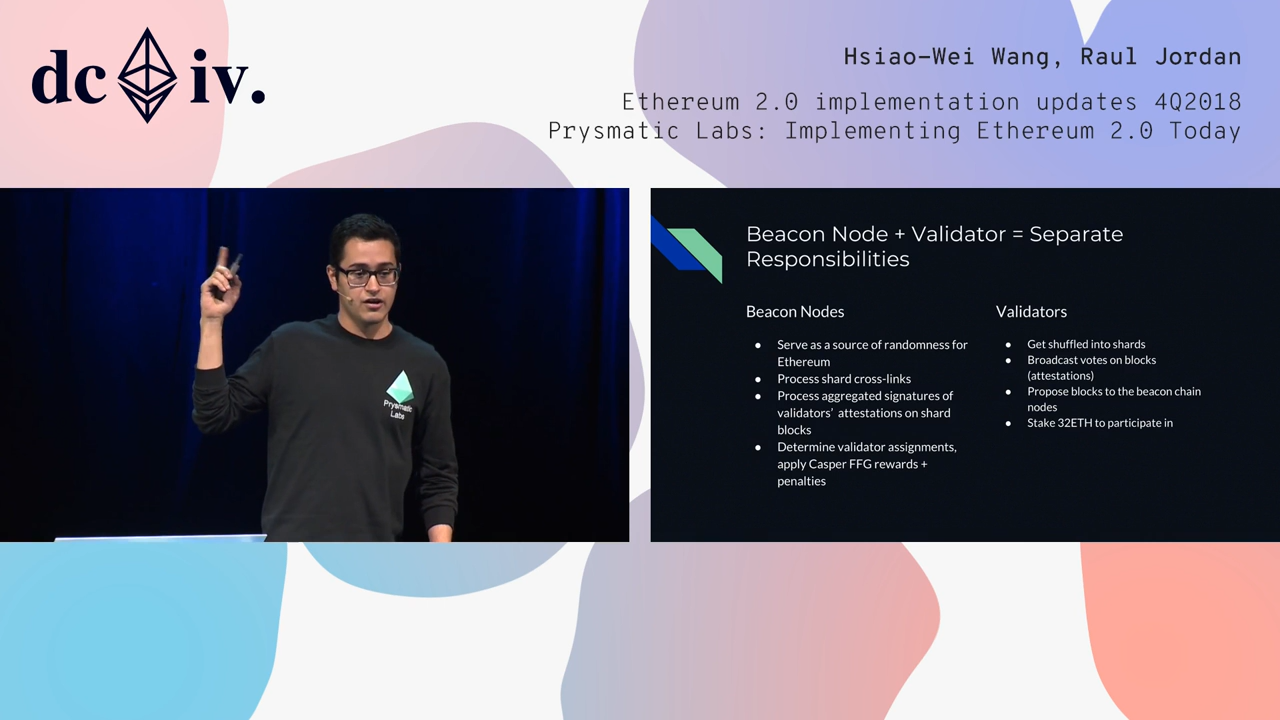 dc iv.
Hsiao-Wei Wang, Raul Jordan
Ethereum 2.0 implementation updates 4Q2018
Prysmatic Labs: Implementing Ethereum 2.0 Today
Prysmatic
Labs
Beacon Node + Validator = Separate
Responsibilities
Beacon Nodes
● Serve as a source of randomness for
Ethereum
● Process shard cross-links
● Process aggregated signatures of
validators' attestations on shard
blocks
● Determine validator assignments,
apply Casper FFG rewards +
penalties
Validators
● Get shuffled into shards
● Broadcast votes on blocks
(attestations)
● Propose blocks to the beacon chain
nodes
● Stake 32ETH to participate in